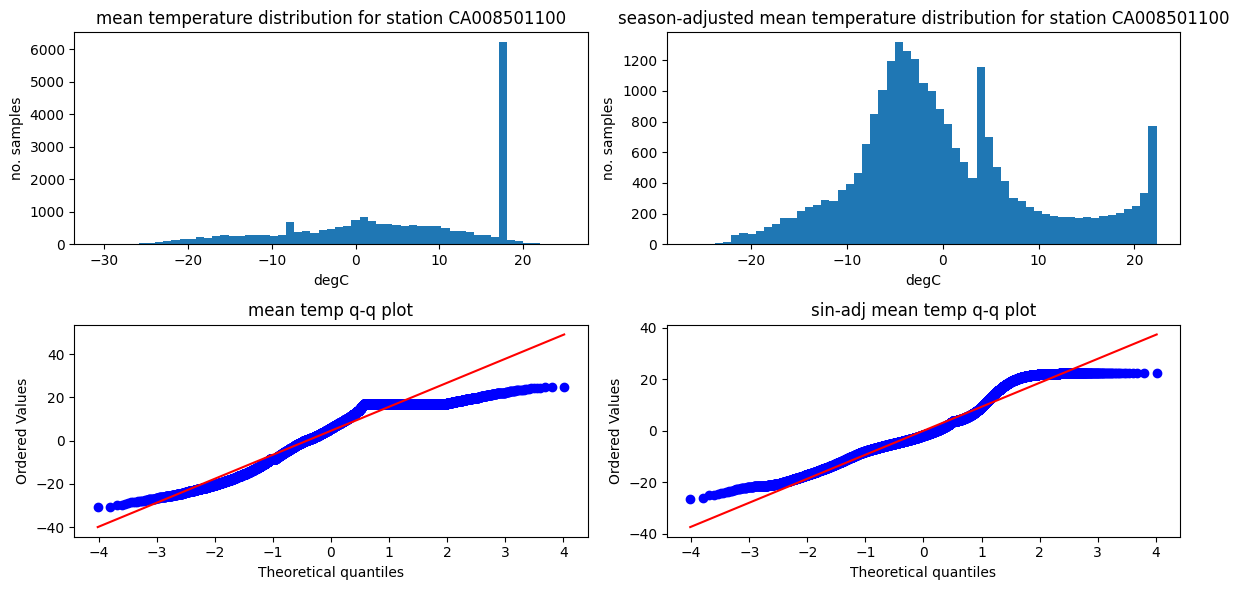 mean temperature distribution for station CA008501100
no. samples
6000
5000
4000
3000
2000
1000
0
−30 −20 −10 0 10 20
degC
season-adjusted mean temperature distribution for station CA008501100
no. samples
1200
1000
800
600
400
200
0
−20 −10 0 10 20
degC
mean temp q-q plot
Ordered Values
40
20
0
−20
−40
−4 −3 −2 −1 0 1 2 3 4
Theoretical quantiles
sin-adj mean temp q-q plot
Ordered Values
40
20
0
−20
−40
−4 −3 −2 −1 0 1 2 3 4
Theoretical quantiles